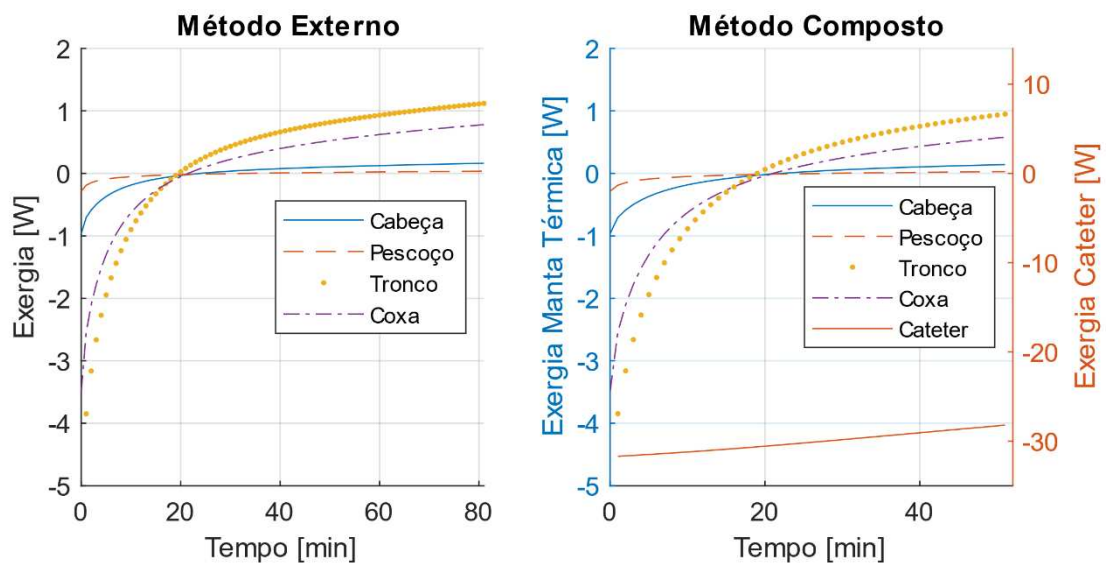 Método Externo
2
1
0
-1
-2
-3
-4
-5
Exergia [W]
0
20
40
60
80
Tempo [min]
Cabeça
Pescoço
Tronco
Coxa
Método Composto
2
1
0
-1
-2
-3
-4
-5
Exergia Manta Térmica [W]
10
0
-10
-20
-30
Exergia Cateter [W]
0
20
40
Tempo [min]
Cabeça
Pescoço
Tronco
Coxa
Cateter